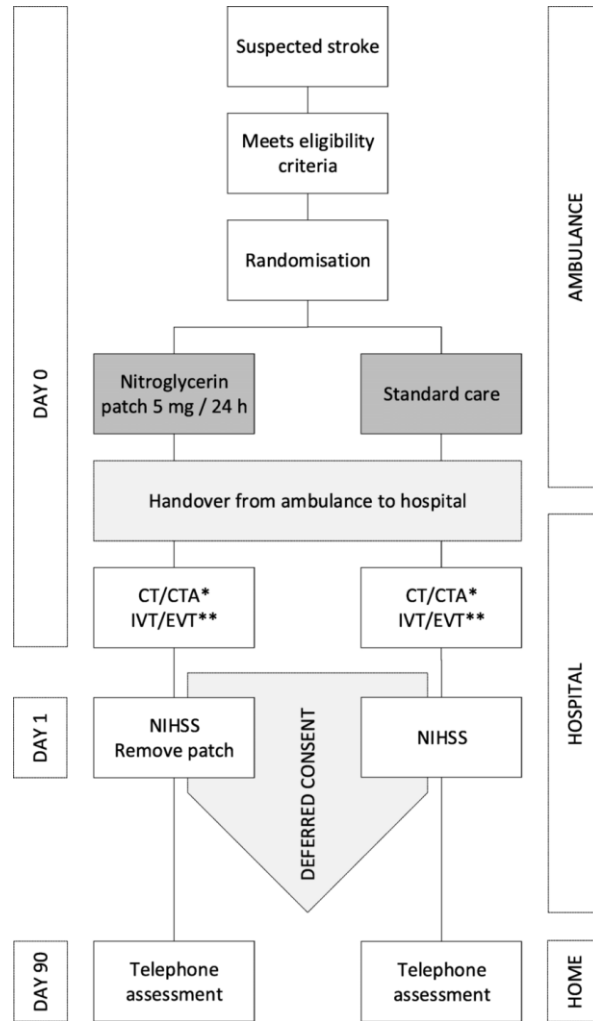 Suspected stroke
Meets eligibility
criteria
Randomisation
AMBULANCE
DAY 0
Nitroglycerin
patch 5 mg / 24 h
Standard care
Handover from ambulance to hospital
CT/CTA*
IVT/EVT**
CT/CTA*
IVT/EVT**
HOSPITAL
DAY 1
NIHSS
Remove patch
DEFERRED CONSENT
NIHSS
DAY 90
Telephone
assessment
Telephone
assessment
HOME